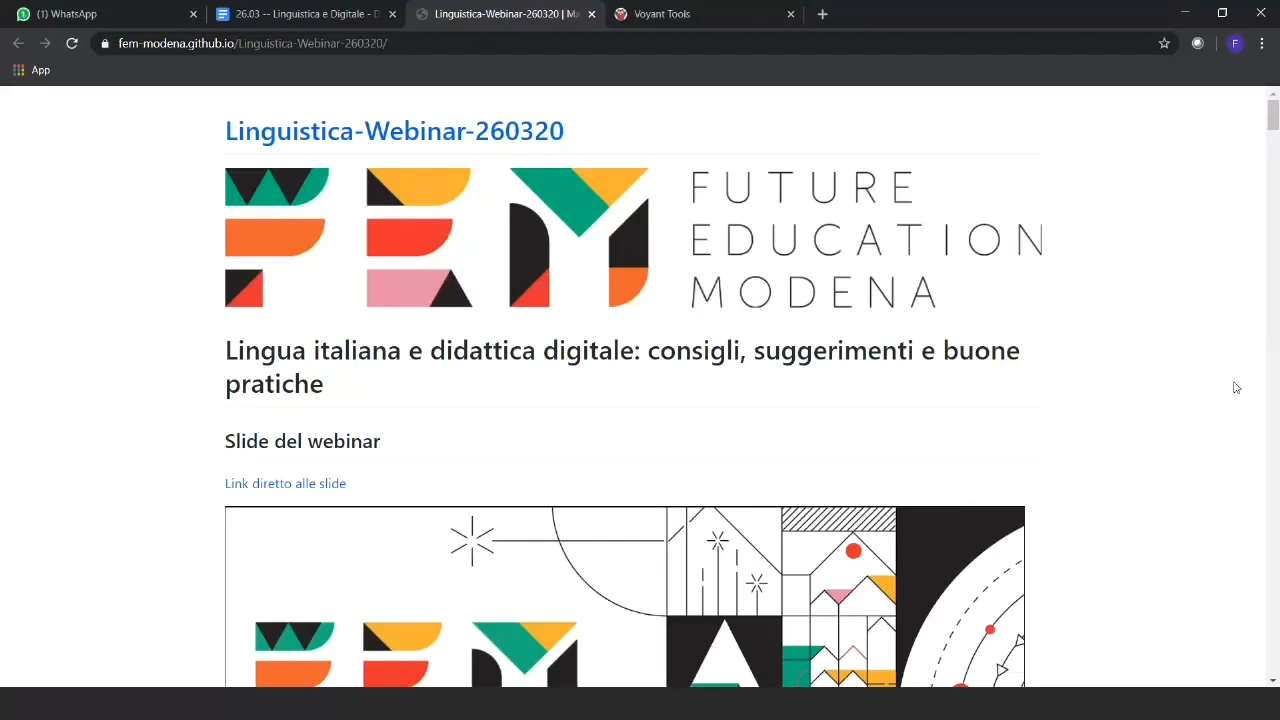 (1) WhatsApp
26.03 -- Linguistica e Digitale - D
Linguistica-Webinar-260320 | Ma
Voyant Tools
fem-modena.github.io/Linguistica-Webinar-260320/
F
App
Linguistica-Webinar-260320
FEM
FUTURE
EDUCATION
MODENA
Lingua italiana e didattica digitale: consigli, suggerimenti e buone
pratiche
Slide del webinar
Link diretto alle slide
FEM